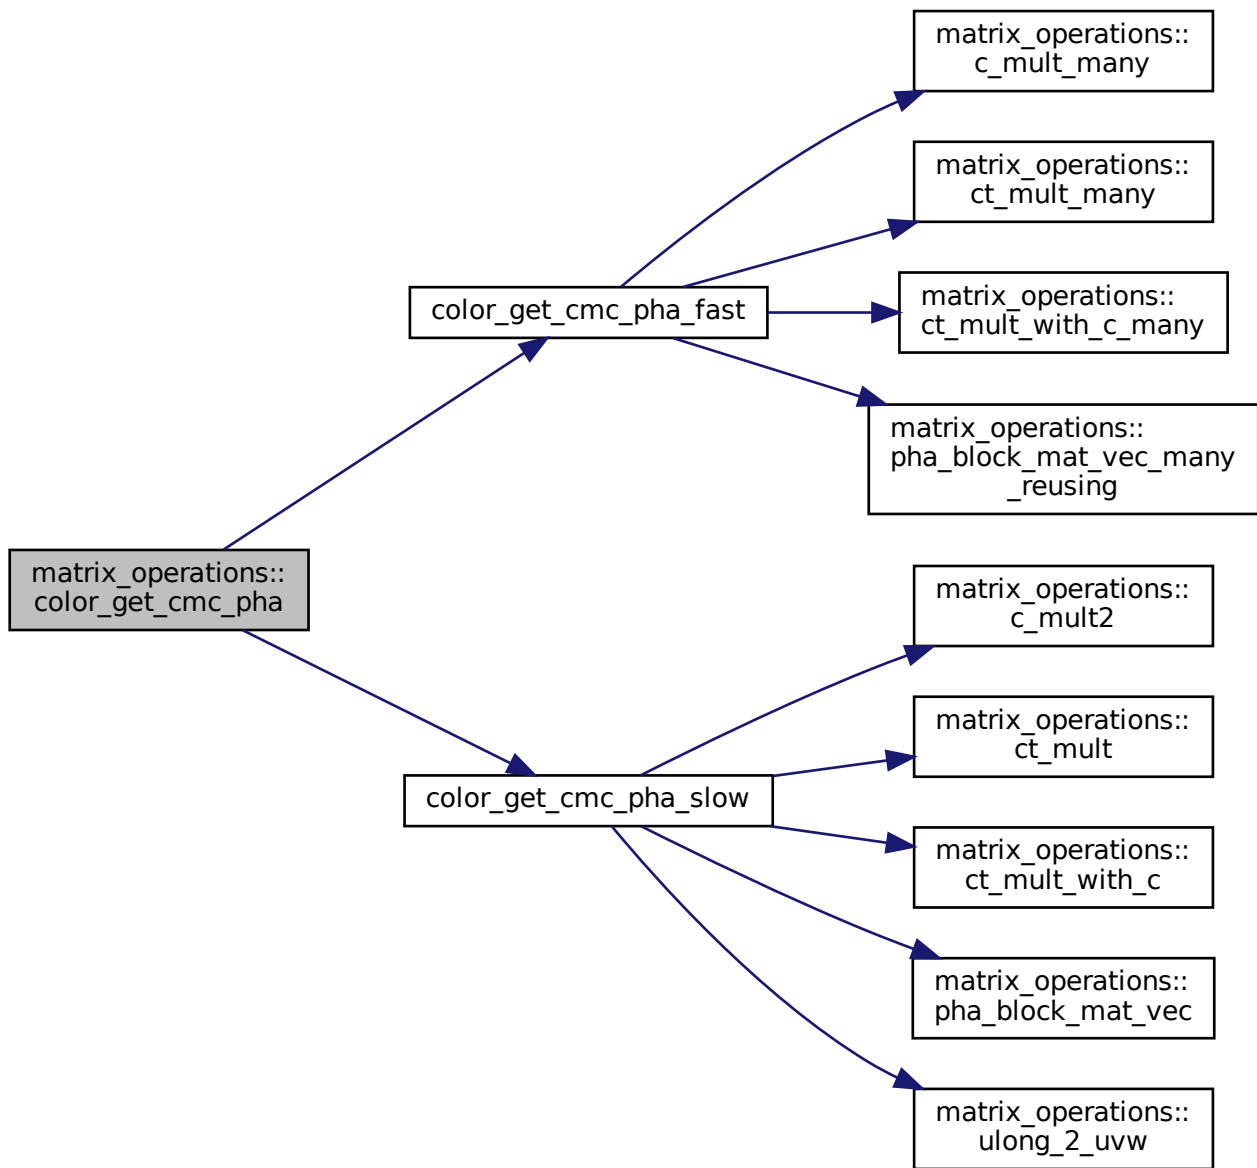 matrix_operations::
color_get_cmc_pha
color_get_cmc_pha_fast
matrix_operations::
c_mult_many
matrix_operations::
ct_mult_many
matrix_operations::
ct_mult_with_c_many
matrix_operations::
pha_block_mat_vec_many
_reusing
color_get_cmc_pha_slow
matrix_operations::
c_mult2
matrix_operations::
ct_mult
matrix_operations::
ct_mult_with_c
matrix_operations::
pha_block_mat_vec
matrix_operations::
ulong_2_uvw